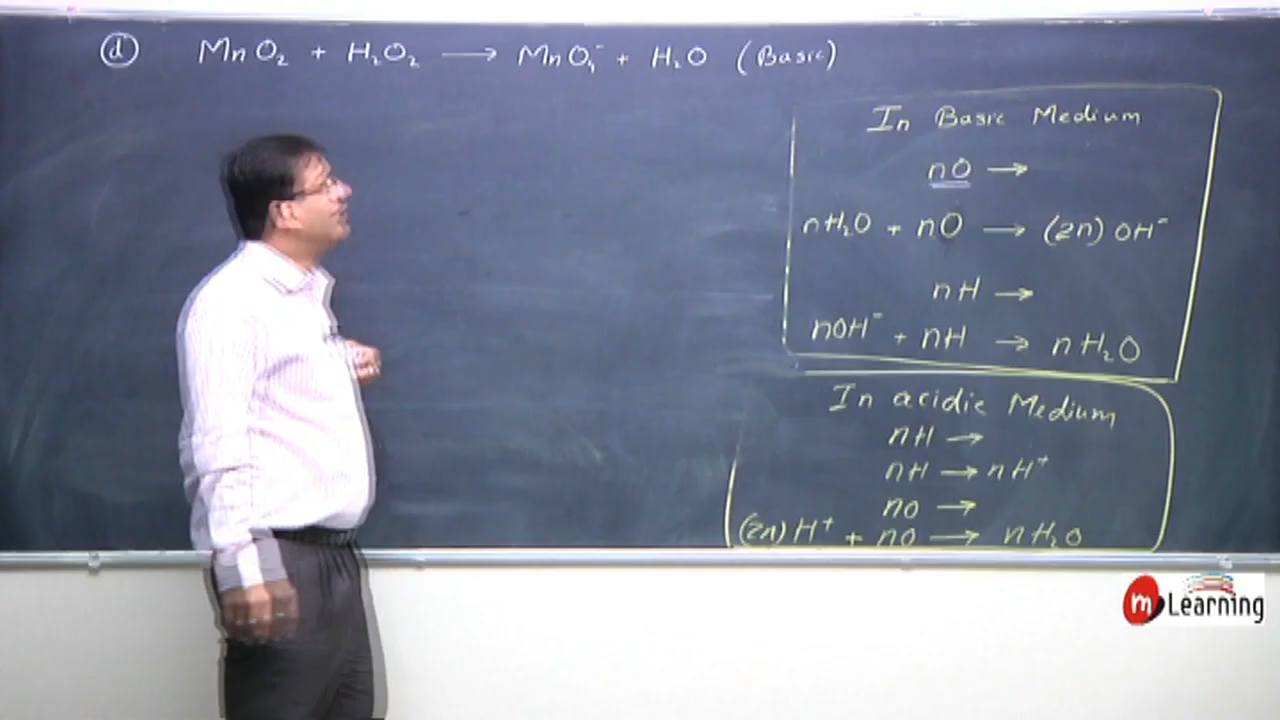 (d) MnO₂ + H₂O₂ ⟶ MnO₄⁻ + H₂O (Basic)
In Basic Medium
nO →
nH₂O + nO → (2n) OH⁻
nH →
nOH⁻ + nH → nH₂O
In acidic Medium
nH →
nH → nH⁺
nO →
(2n) H⁺ + nO → nH₂O
m Learning